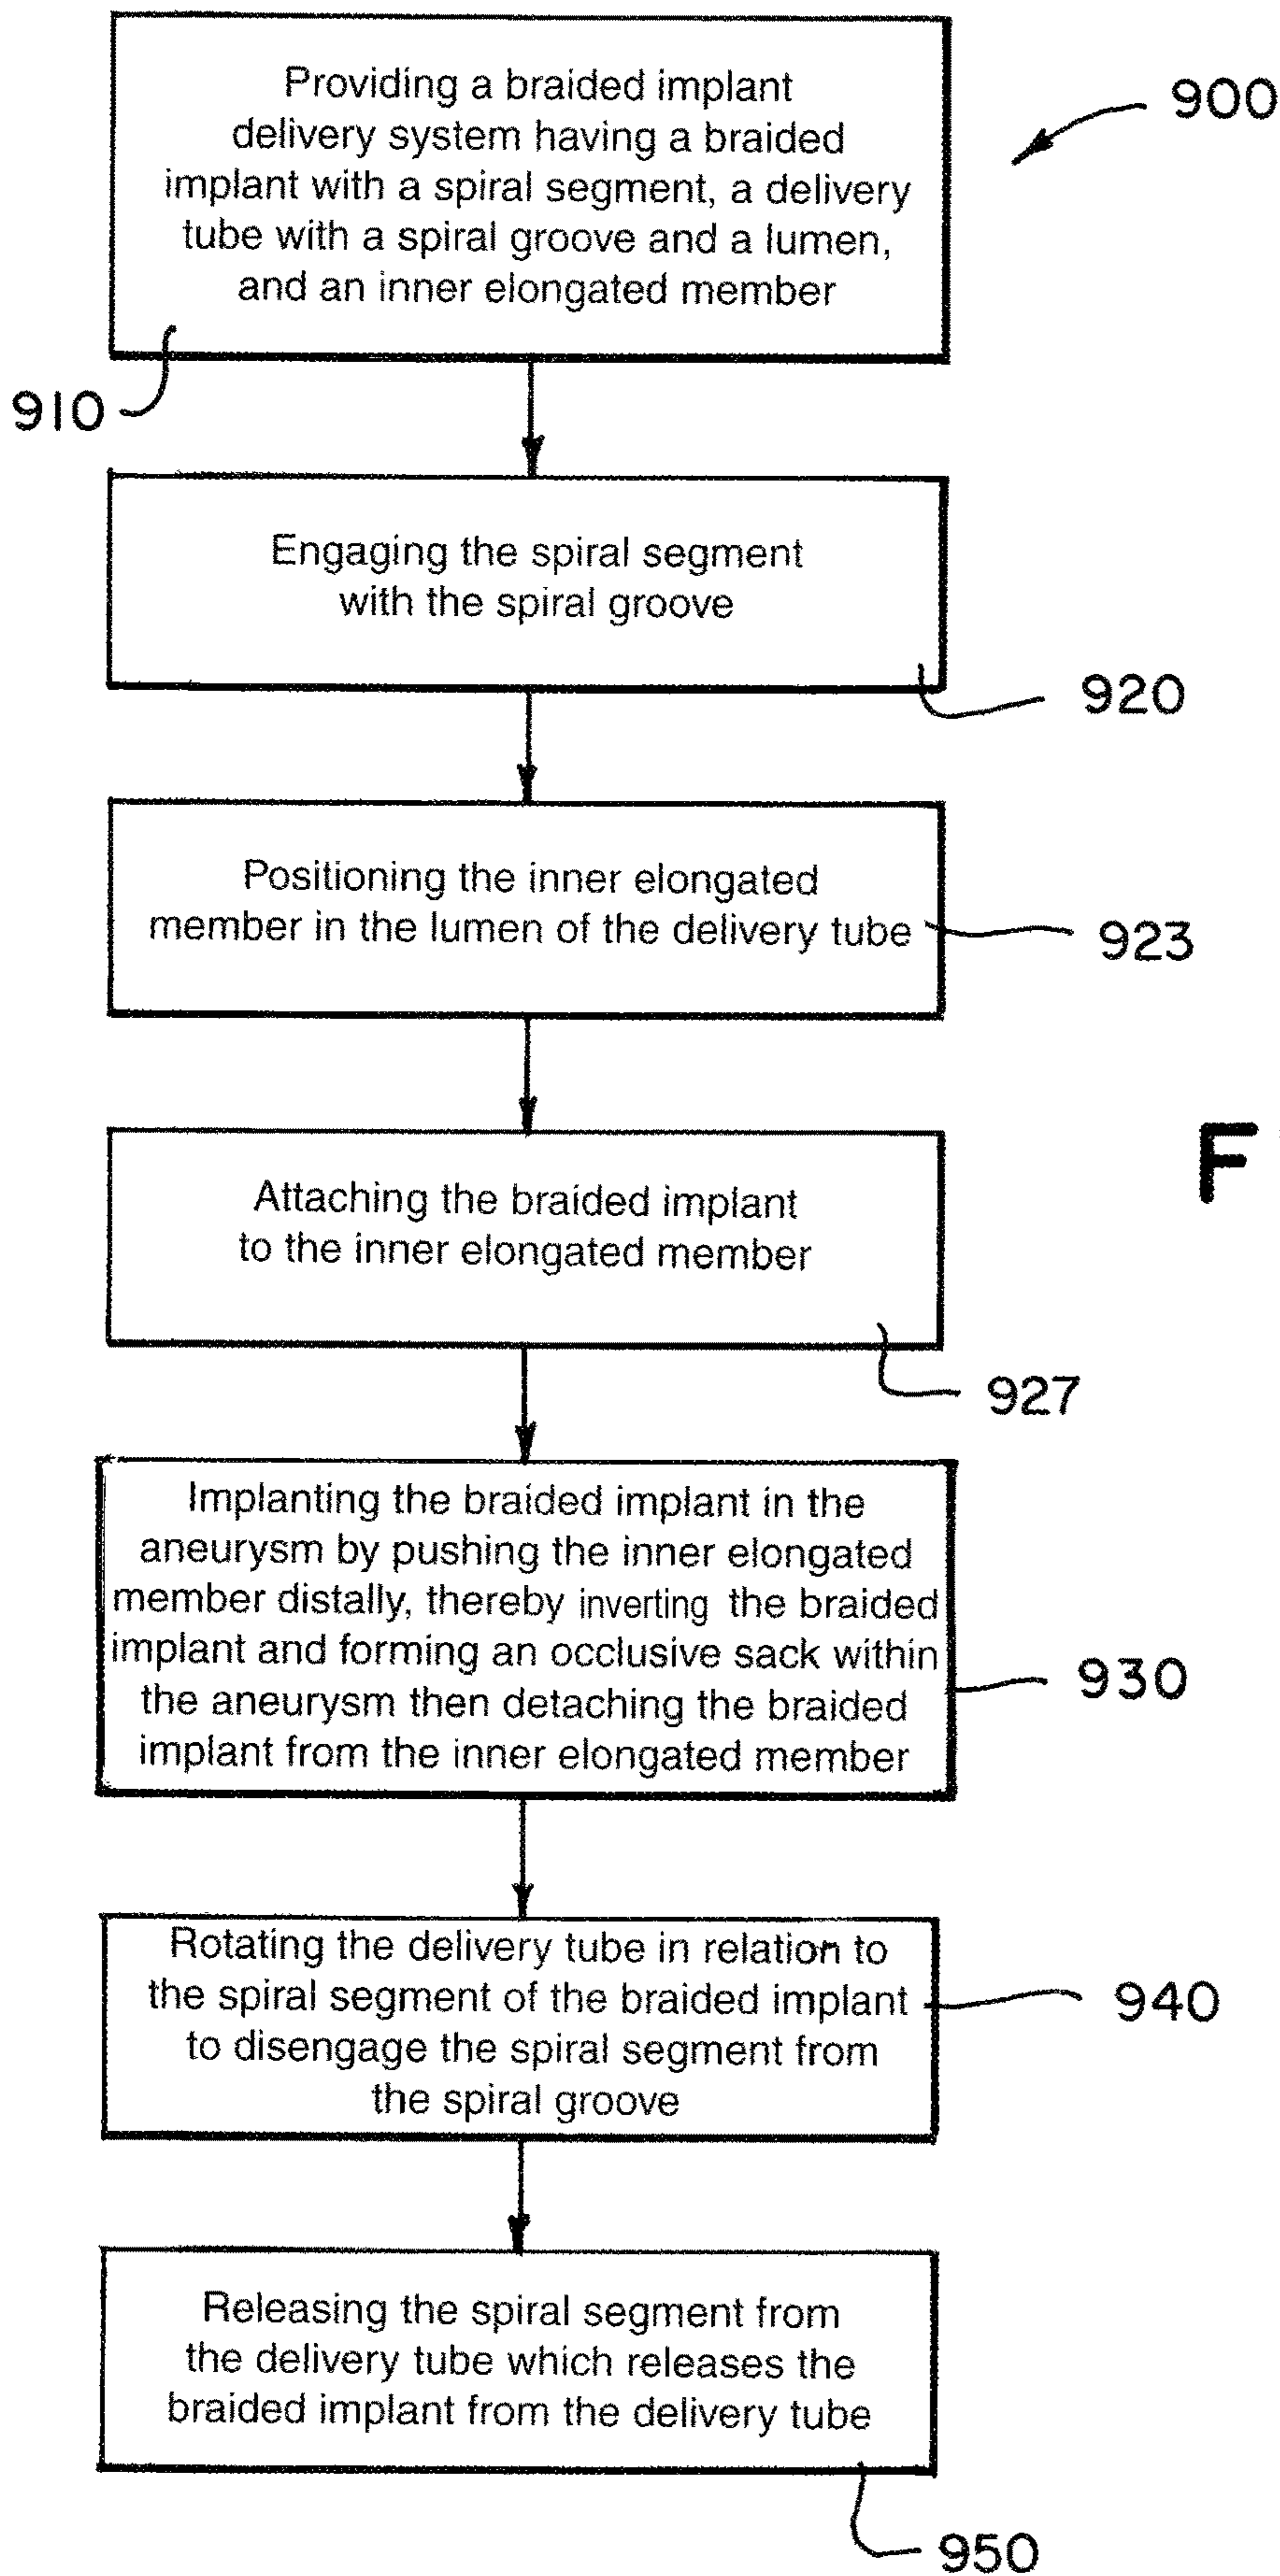 Providing a braided implant
delivery system having a braided
implant with a spiral segment, a delivery
tube with a spiral groove and a lumen,
and an inner elongated member
900
910
Engaging the spiral segment
with the spiral groove
920
Positioning the inner elongated
member in the lumen of the delivery tube
923
F
Attaching the braided implant
to the inner elongated member
927
Implanting the braided implant in the
aneurysm by pushing the inner elongated
member distally, thereby inverting the braided
implant and forming an occlusive sack within
the aneurysm then detaching the braided
implant from the inner elongated member
930
Rotating the delivery tube in relation to
the spiral segment of the braided implant
to disengage the spiral segment from
the spiral groove
940
Releasing the spiral segment from
the delivery tube which releases the
braided implant from the delivery tube
950